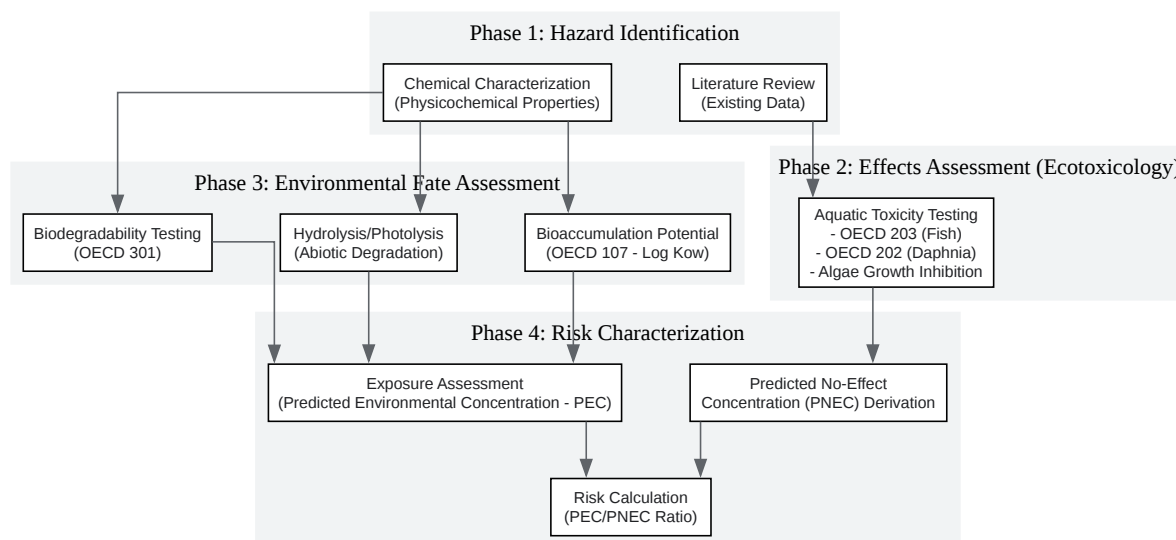 Phase 1: Hazard Identification
Chemical Characterization
(Physicochemical Properties)
Literature Review
(Existing Data)
Phase 3: Environmental Fate Assessment
Biodegradability Testing
(OECD 301)
Hydrolysis/Photolysis
(Abiotic Degradation)
Bioaccumulation Potential
(OECD 107 - Log Kow)
Phase 2: Effects Assessment (Ecotoxicology)
Aquatic Toxicity Testing
- OECD 203 (Fish)
- OECD 202 (Daphnia)
- Algae Growth Inhibition
Phase 4: Risk Characterization
Exposure Assessment
(Predicted Environmental Concentration - PEC)
Predicted No-Effect
Concentration (PNEC) Derivation
Risk Calculation
(PEC/PNEC Ratio)